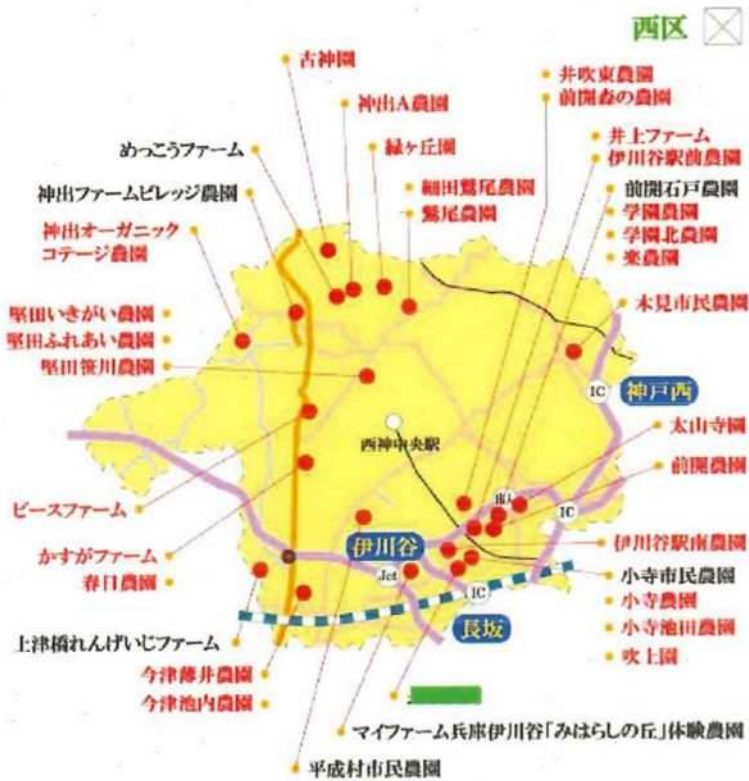 西区
古神園
井吹東農園
前開森の農園
神出A農園
井上ファーム
伊川谷駅前農園
めっこうファーム
緑ヶ丘園
前開石戸農園
神出ファームビレッジ農園
細田鷲尾農園
鷲尾農園
学園農園
学園北農園
楽農園
神出オーガニック
コテージ農園
木見市民農園
堅田いきがい農園
堅田ふれあい農園
堅田笹川農園
IC
神戸西
西神中央駅
太山寺園
前開農園
ピースファーム
IC
伊川谷
伊川谷駅南農園
かすがファーム
春日農園
Jct
小寺市民農園
IC
小寺農園
長坂
小寺池田農園
上津橋れんげいじファーム
吹上園
今津薄井農園
今津池内農園
マイファーム兵庫伊川谷「みはらしの丘」体験農園
平成村市民農園